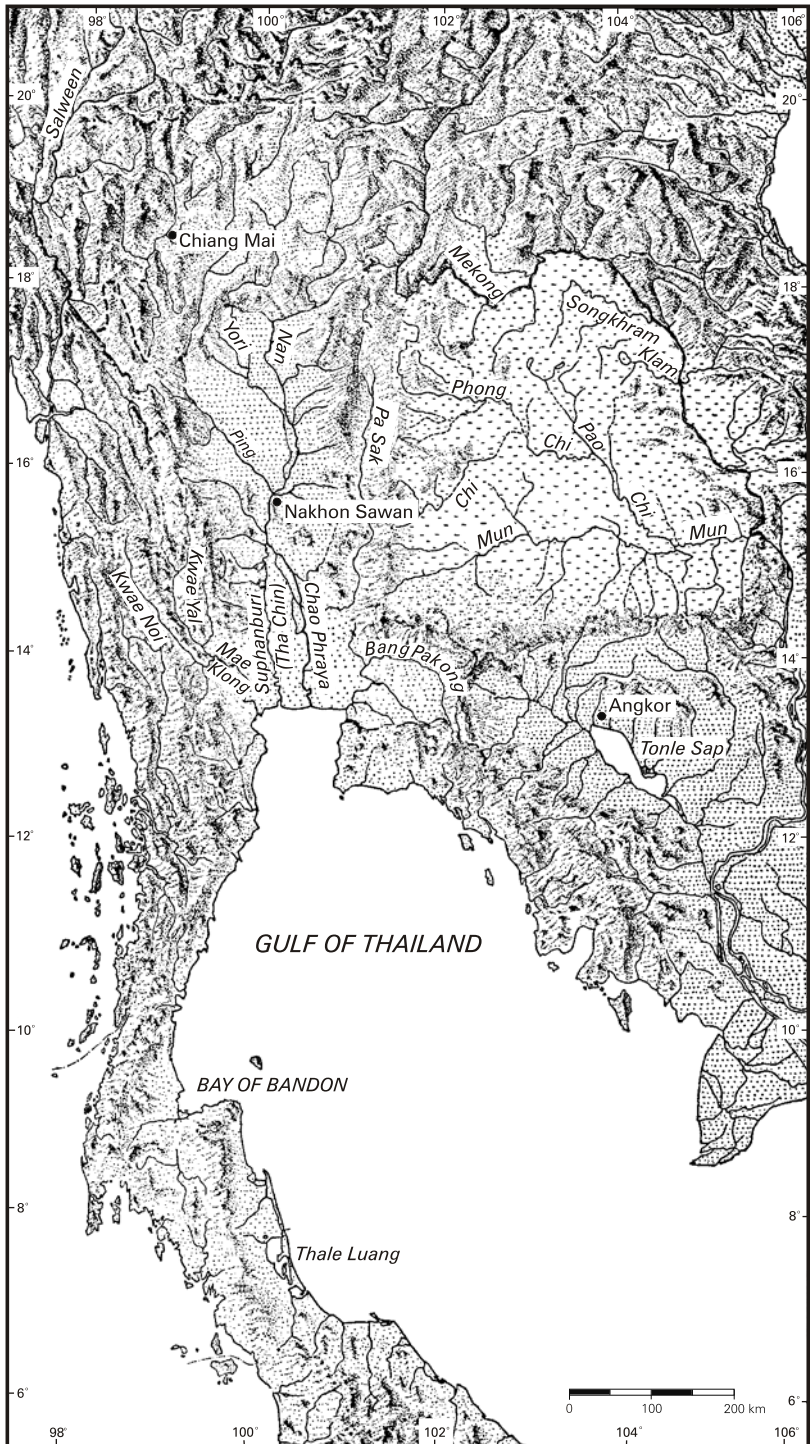 98°
100°
102°
104°
106°
20°
20°
Salween
Chiang Mai
18°
18°
Mekong
Songkhram
Klam
Yori
Nan
Phong
Pa Sak
Ping
Chi
Pao
16°
16°
Nakhon Sawan
Chi
Chi
Mun
Mun
Kwae Noi
Kwae Yal
Suphanburi
(Tha Chin)
Chao Phraya
Mae
Klong
14°
14°
Bang Pakong
Angkor
Tonle Sap
12°
12°
GULF OF THAILAND
10°
10°
BAY OF BANDON
8°
8°
Thale Luang
6°
6°
0 100 200 km
98°
100°
102°
104°
106°